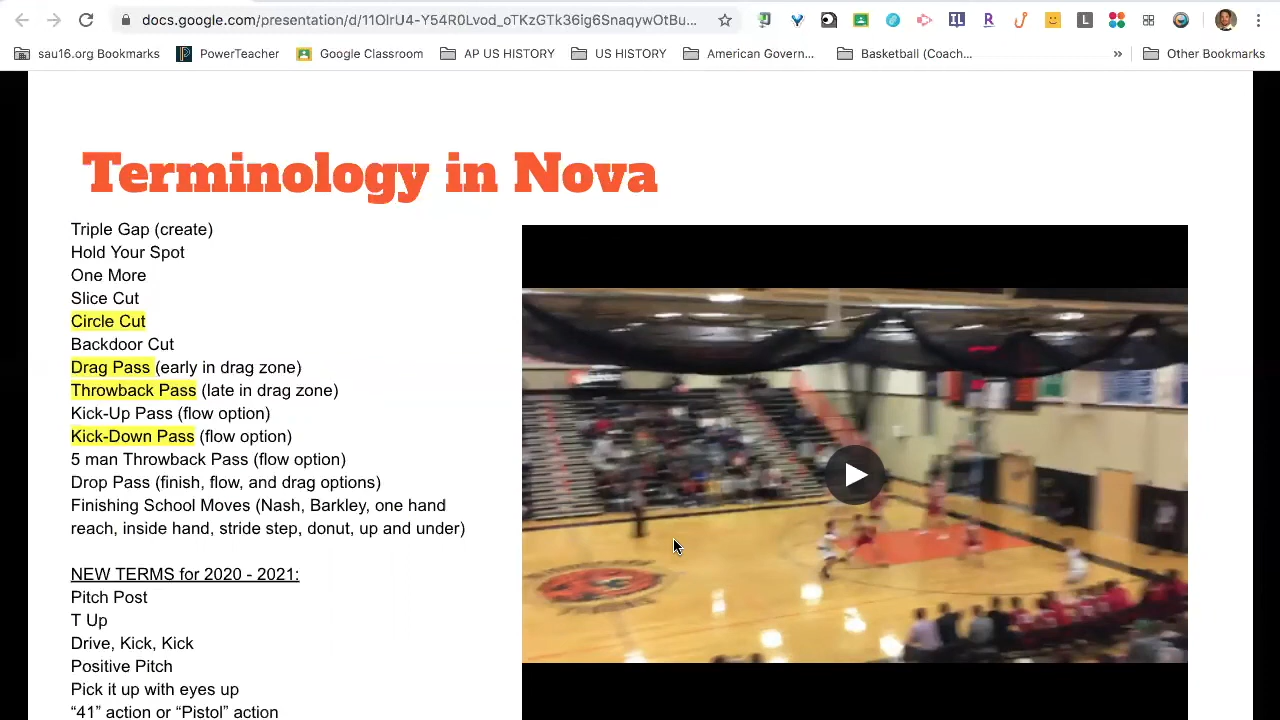 docs.google.com/presentation/d/11OlrU4-Y54R0Lvod_oTKzGTk36ig6SnaqywOtBu...
sau16.org Bookmarks PowerTeacher Google Classroom AP US HISTORY US HISTORY American Govern... Basketball (Coach... » Other Bookmarks
Terminology in Nova
Triple Gap (create)
Hold Your Spot
One More
Slice Cut
Circle Cut
Backdoor Cut
Drag Pass (early in drag zone)
Throwback Pass (late in drag zone)
Kick-Up Pass (flow option)
Kick-Down Pass (flow option)
5 man Throwback Pass (flow option)
Drop Pass (finish, flow, and drag options)
Finishing School Moves (Nash, Barkley, one hand
reach, inside hand, stride step, donut, up and under)
NEW TERMS for 2020 - 2021:
Pitch Post
T Up
Drive, Kick, Kick
Positive Pitch
Pick it up with eyes up
“41” action or “Pistol” action